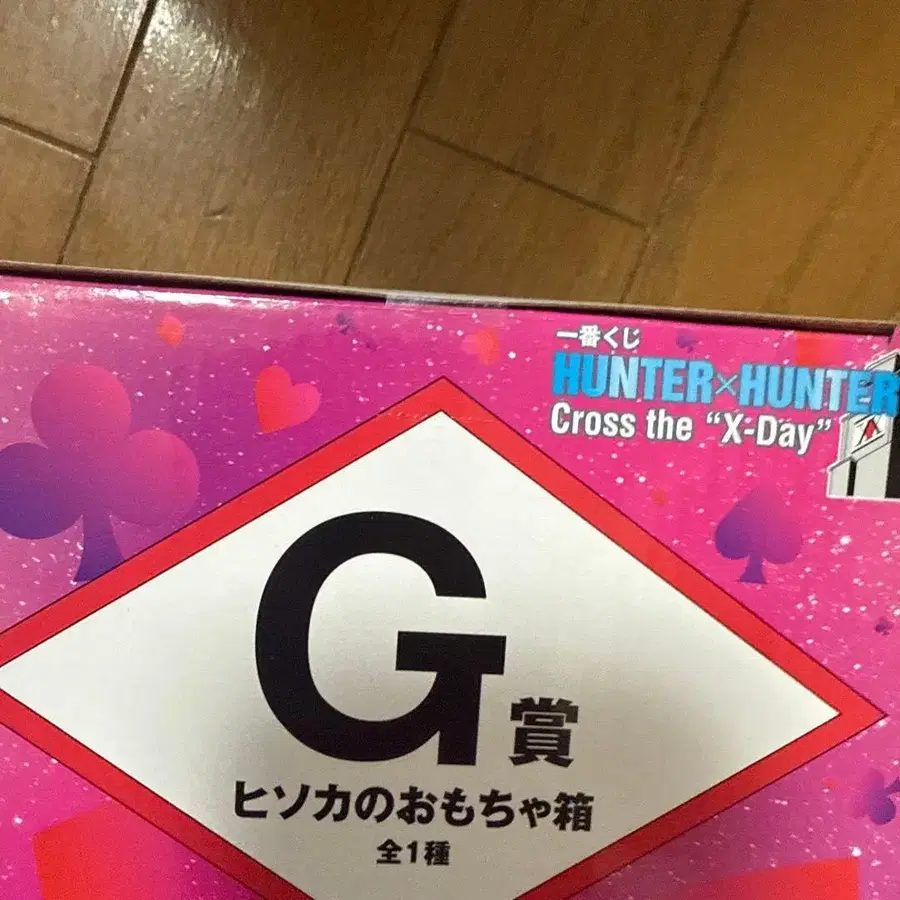 一番くじ
HUNTER×HUNTER
Cross the “X-Day”
G賞
ヒソカのおもちゃ箱
全1種